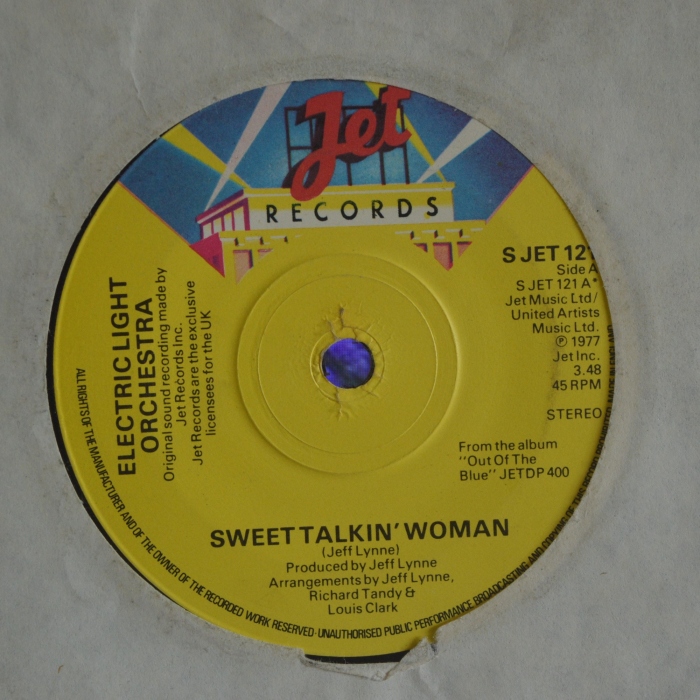 Jet
RECORDS
ELECTRIC LIGHT
ORCHESTRA
Original sound recording made by
Jet Records Inc.
Jet Records are the exclusive
licensees for the UK
S JET 121
Side A
S JET 121 A*
Jet Music Ltd/
United Artists
Music Ltd.
℗ 1977
Jet Inc.
3.48
45 RPM
STEREO
From the album
"Out Of The
Blue" JETDP 400
SWEET TALKIN' WOMAN
(Jeff Lynne)
Produced by Jeff Lynne
Arrangements by Jeff Lynne,
Richard Tandy &
Louis Clark
ALL RIGHTS OF THE MANUFACTURER AND OF THE OWNER OF THE RECORDED WORK RESERVED·UNAUTHORISED PUBLIC PERFORMANCE BROADCASTING AND COPYING OF THIS